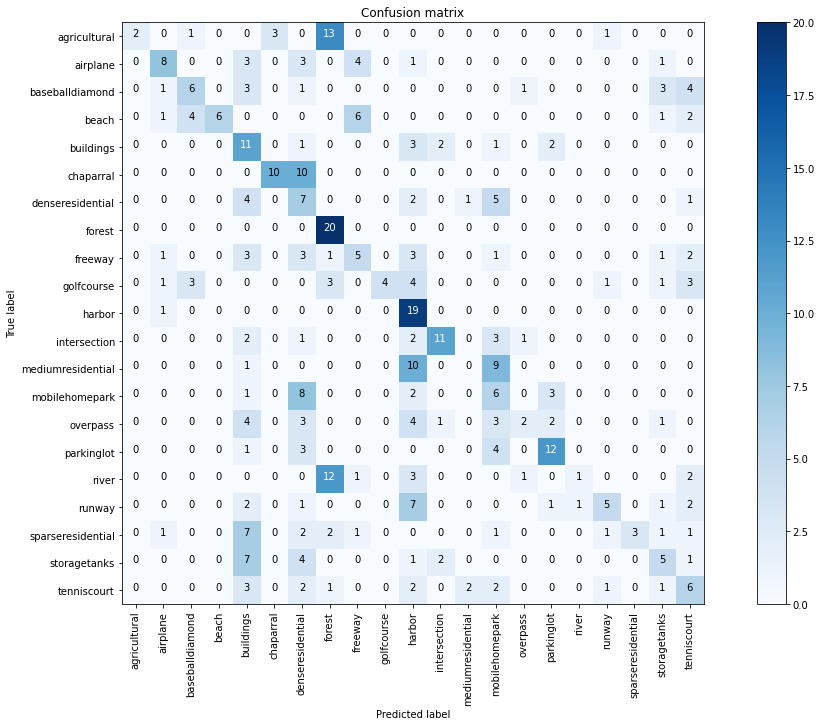 Confusion matrix
agricultural 2 0 1 0 0 3 0 13 0 0 0 0 0 0 0 0 0 1 0 0 0
airplane 0 8 0 0 3 0 3 0 4 0 1 0 0 0 0 0 0 0 0 1 0
baseballdiamond 0 1 6 0 3 0 1 0 0 0 0 0 0 0 1 0 0 0 0 3 4
beach 0 1 4 6 0 0 0 0 6 0 0 0 0 0 0 0 0 0 0 1 2
buildings 0 0 0 0 11 0 1 0 0 0 3 2 0 1 0 2 0 0 0 0 0
chaparral 0 0 0 0 0 10 10 0 0 0 0 0 0 0 0 0 0 0 0 0 0
denseresidential 0 0 0 0 4 0 7 0 0 0 2 0 1 5 0 0 0 0 0 0 1
forest 0 0 0 0 0 0 0 20 0 0 0 0 0 0 0 0 0 0 0 0 0
freeway 0 1 0 0 3 0 3 1 5 0 3 0 0 1 0 0 0 0 0 1 2
golfcourse 0 1 3 0 0 0 0 3 0 4 4 0 0 0 0 0 0 1 0 1 3
harbor 0 1 0 0 0 0 0 0 0 0 19 0 0 0 0 0 0 0 0 0 0
intersection 0 0 0 0 2 0 1 0 0 0 2 11 0 3 1 0 0 0 0 0 0
mediumresidential 0 0 0 0 1 0 0 0 0 0 10 0 0 9 0 0 0 0 0 0 0
mobilehomepark 0 0 0 0 1 0 8 0 0 0 2 0 0 6 0 3 0 0 0 0 0
overpass 0 0 0 0 4 0 3 0 0 0 4 1 0 3 2 2 0 0 0 1 0
parkinglot 0 0 0 0 1 0 3 0 0 0 0 0 0 4 0 12 0 0 0 0 0
river 0 0 0 0 0 0 0 12 1 0 3 0 0 0 1 0 1 0 0 0 2
runway 0 0 0 0 2 0 1 0 0 0 7 0 0 0 0 1 1 5 0 1 2
sparseresidential 0 1 0 0 7 0 2 2 1 0 0 0 0 1 0 0 0 1 3 1 1
storagetanks 0 0 0 0 7 0 4 0 0 0 1 2 0 0 0 0 0 0 0 5 1
tenniscourt 0 0 0 0 3 0 2 1 0 0 2 0 2 2 0 0 0 1 0 1 6
True label
agricultural
airplane
baseballdiamond
beach
buildings
chaparral
denseresidential
forest
freeway
golfcourse
harbor
intersection
mediumresidential
mobilehomepark
overpass
parkinglot
river
runway
sparseresidential
storagetanks
tenniscourt
Predicted label
20.0
17.5
15.0
12.5
10.0
7.5
5.0
2.5
0.0